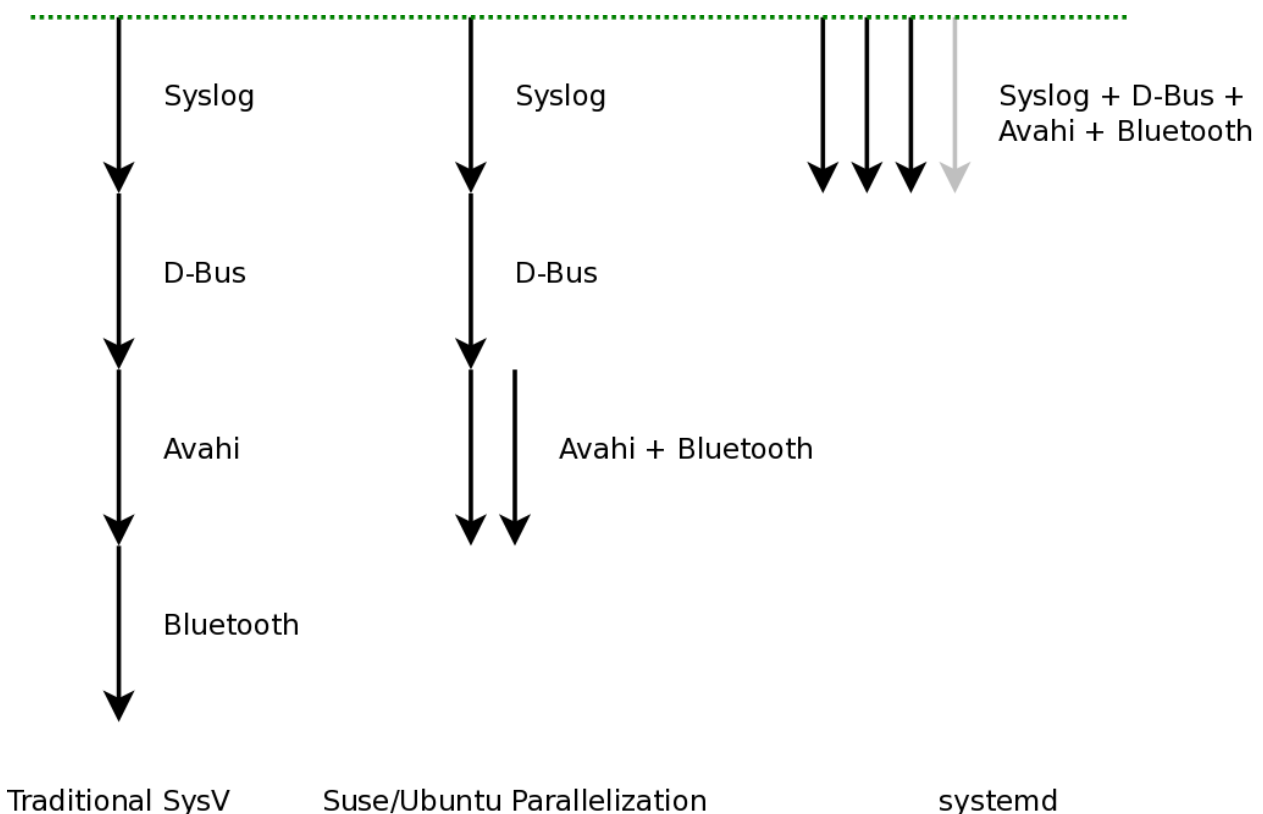 Syslog
D-Bus
Avahi
Bluetooth
Traditional SysV
Syslog
D-Bus
Avahi + Bluetooth
Suse/Ubuntu Parallelization
Syslog + D-Bus +
Avahi + Bluetooth
systemd